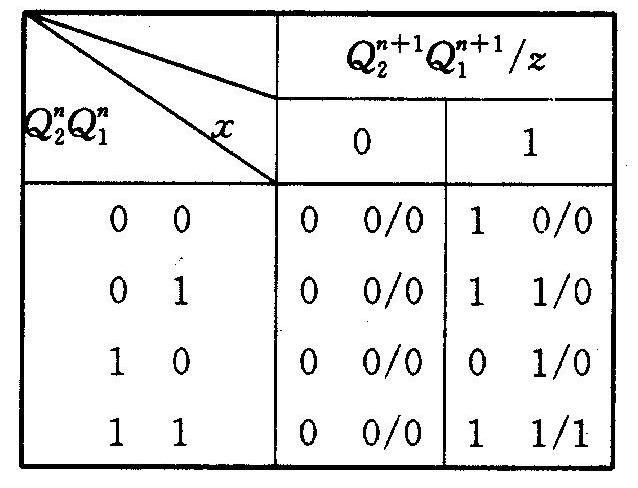 Q₂ⁿ⁺¹Q₁ⁿ⁺¹/z
Q₂ⁿQ₁ⁿ x
0 1
0 0 0 0/0 1 0/0
0 1 0 0/0 1 1/0
1 0 0 0/0 0 1/0
1 1 0 0/0 1 1/1